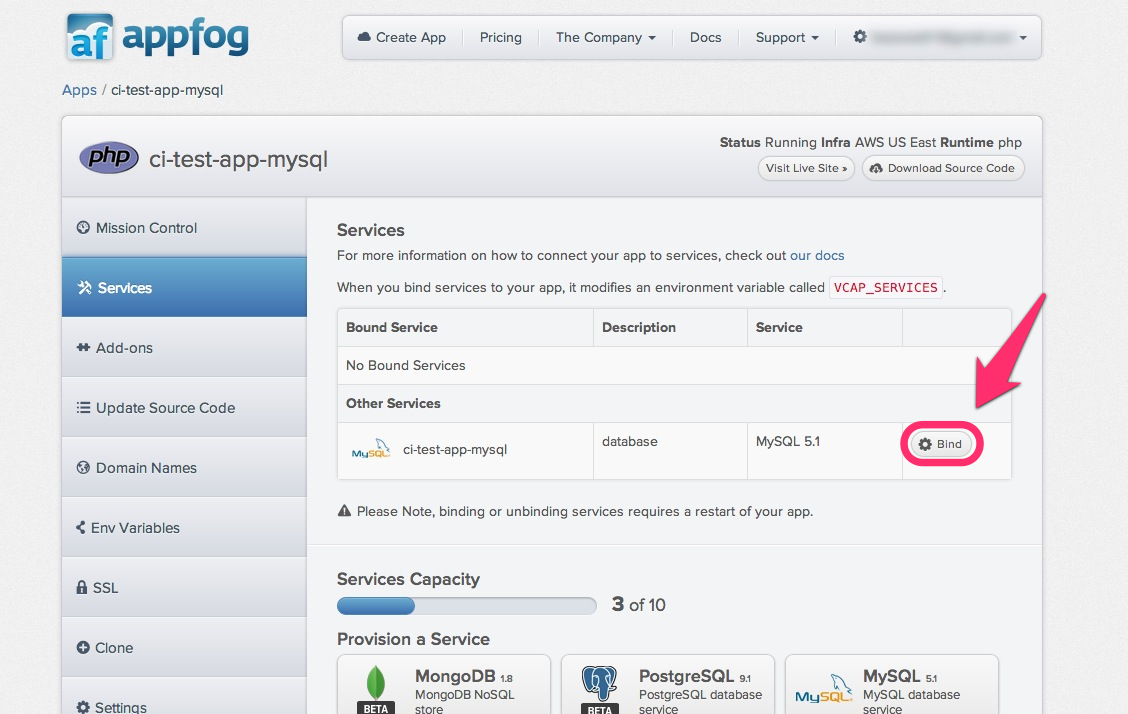 af appfog
Create App Pricing The Company Docs Support
Apps / ci-test-app-mysql
php ci-test-app-mysql
Status Running Infra AWS US East Runtime php
Visit Live Site » Download Source Code
Mission Control
Services
Add-ons
Update Source Code
Domain Names
Env Variables
SSL
Clone
Settings
Services
For more information on how to connect your app to services, check out our docs
When you bind services to your app, it modifies an environment variable called VCAP_SERVICES .
Bound Service Description Service
No Bound Services
Other Services
MySQL ci-test-app-mysql database MySQL 5.1 Bind
Please Note, binding or unbinding services requires a restart of your app.
Services Capacity
3 of 10
Provision a Service
MongoDB 1.8
MongoDB NoSQL
store
BETA
PostgreSQL 9.1
PostgreSQL database
service
BETA
MySQL
MySQL 5.1
MySQL database
service